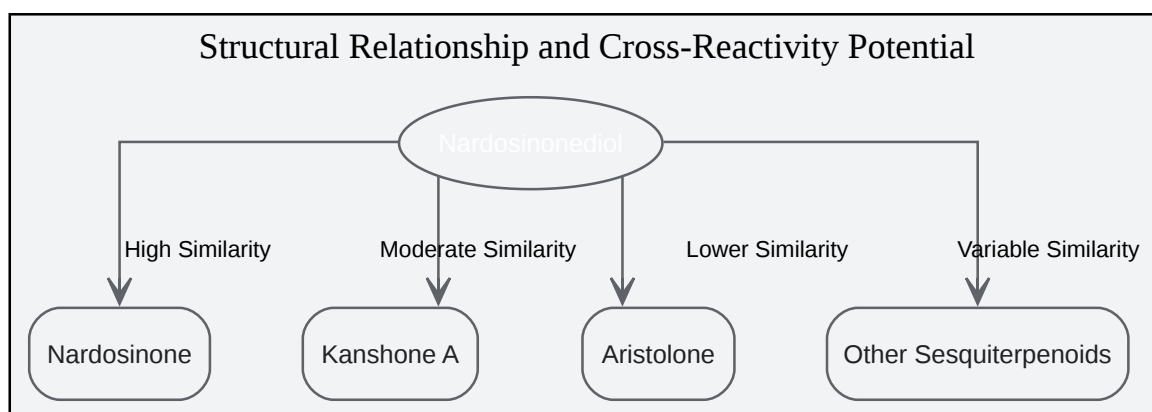 Structural Relationship and Cross-Reactivity Potential
Nardosinonediol
High Similarity
Moderate Similarity
Lower Similarity
Variable Similarity
Nardosinone
Kanshone A
Aristolone
Other Sesquiterpenoids